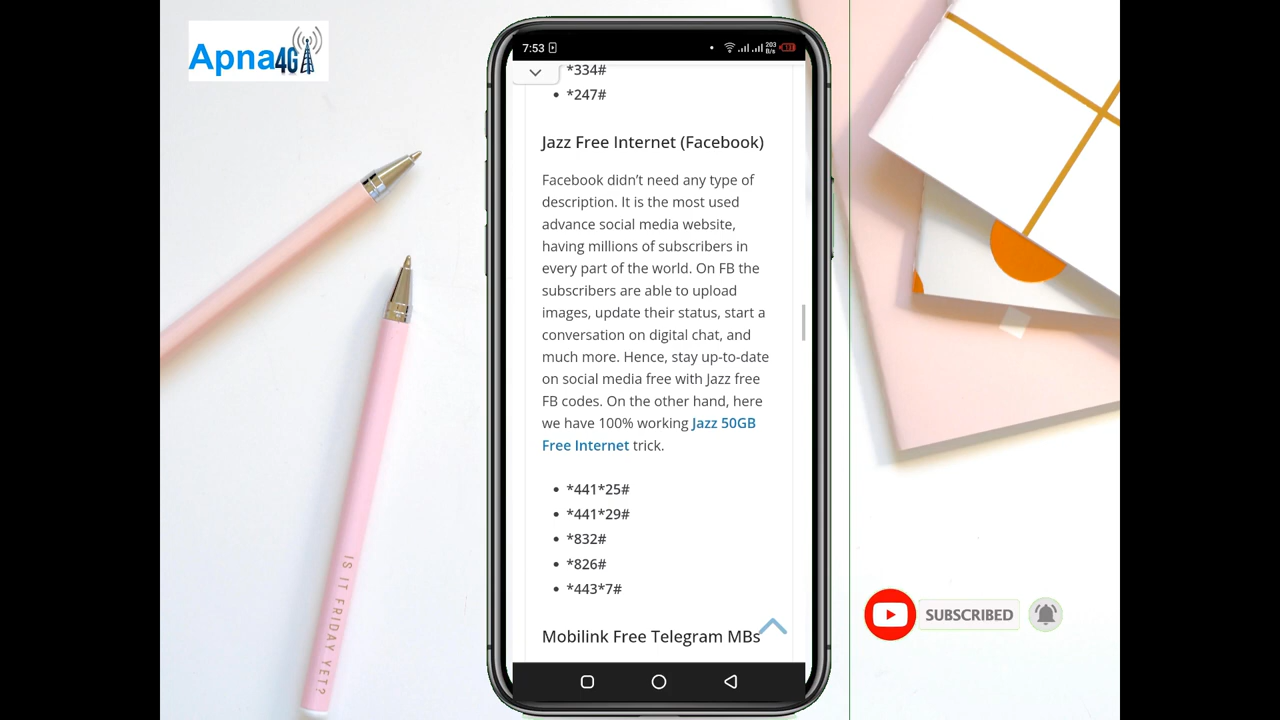 Apna4G
7:53
203
B/s
*334#
*247#
Jazz Free Internet (Facebook)
Facebook didn’t need any type of
description. It is the most used
advance social media website,
having millions of subscribers in
every part of the world. On FB the
subscribers are able to upload
images, update their status, start a
conversation on digital chat, and
much more. Hence, stay up-to-date
on social media free with Jazz free
FB codes. On the other hand, here
we have 100% working Jazz 50GB
Free Internet trick.
*441*25#
*441*29#
*832#
*826#
*443*7#
Mobilink Free Telegram MBs
IS IT FRIDAY YET?
SUBSCRIBED